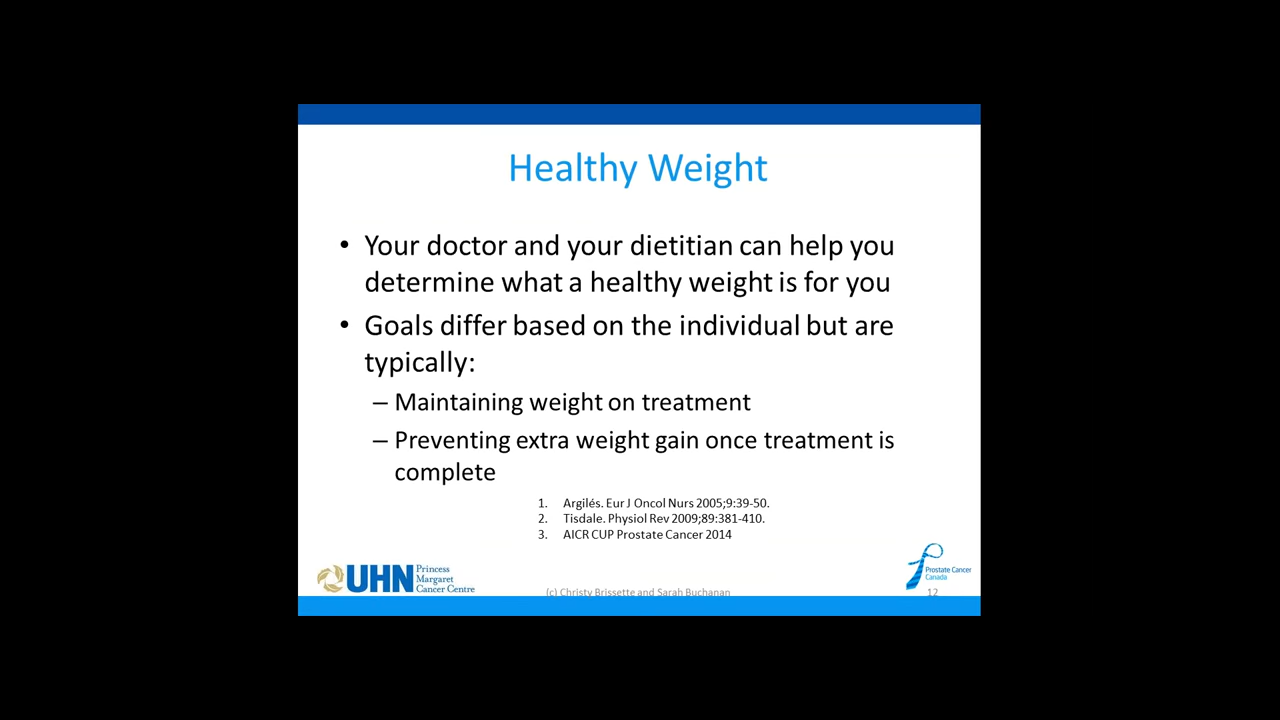 Healthy Weight
• Your doctor and your dietitian can help you
determine what a healthy weight is for you
• Goals differ based on the individual but are
typically:
– Maintaining weight on treatment
– Preventing extra weight gain once treatment is
complete
1. Argilés. Eur J Oncol Nurs 2005;9:39-50.
2. Tisdale. Physiol Rev 2009;89:381-410.
3. AICR CUP Prostate Cancer 2014
UHN Princess
Margaret
Cancer Centre
(c) Christy Brissette and Sarah Buchanan
Prostate Cancer
Canada
12